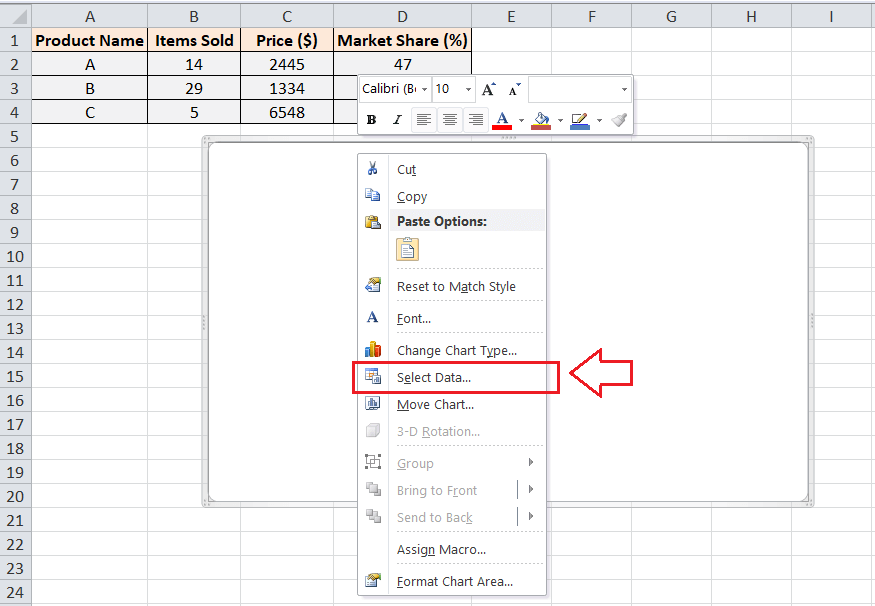 A B C D E F G H I
1 Product Name Items Sold Price ($) Market Share (%)
2 A 14 2445 47
3 B 29 1334
4 C 5 6548
Calibri (B 10 A A
B I A
5
6
7
8
9
10
11
12
13
14
15
16
17
18
19
20
21
22
23
24
Cut
Copy
Paste Options:
Reset to Match Style
A Font...
Change Chart Type...
Select Data...
Move Chart...
3-D Rotation...
Group
Bring to Front
Send to Back
Assign Macro...
Format Chart Area...